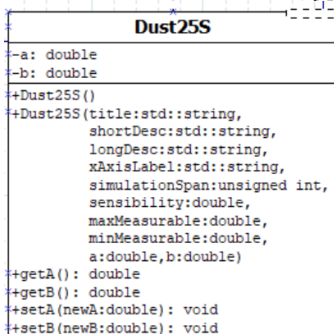 Dust25S
-a: double
-b: double
+Dust25S()
+Dust25S(title:std::string,
shortDesc:std::string,
longDesc:std::string,
xAxisLabel:std::string,
simulationSpan:unsigned int,
sensibility:double,
maxMeasurable:double,
minMeasurable:double,
a:double,b:double)
+getA(): double
+getB(): double
+setA(newA:double): void
+setB(newB:double): void